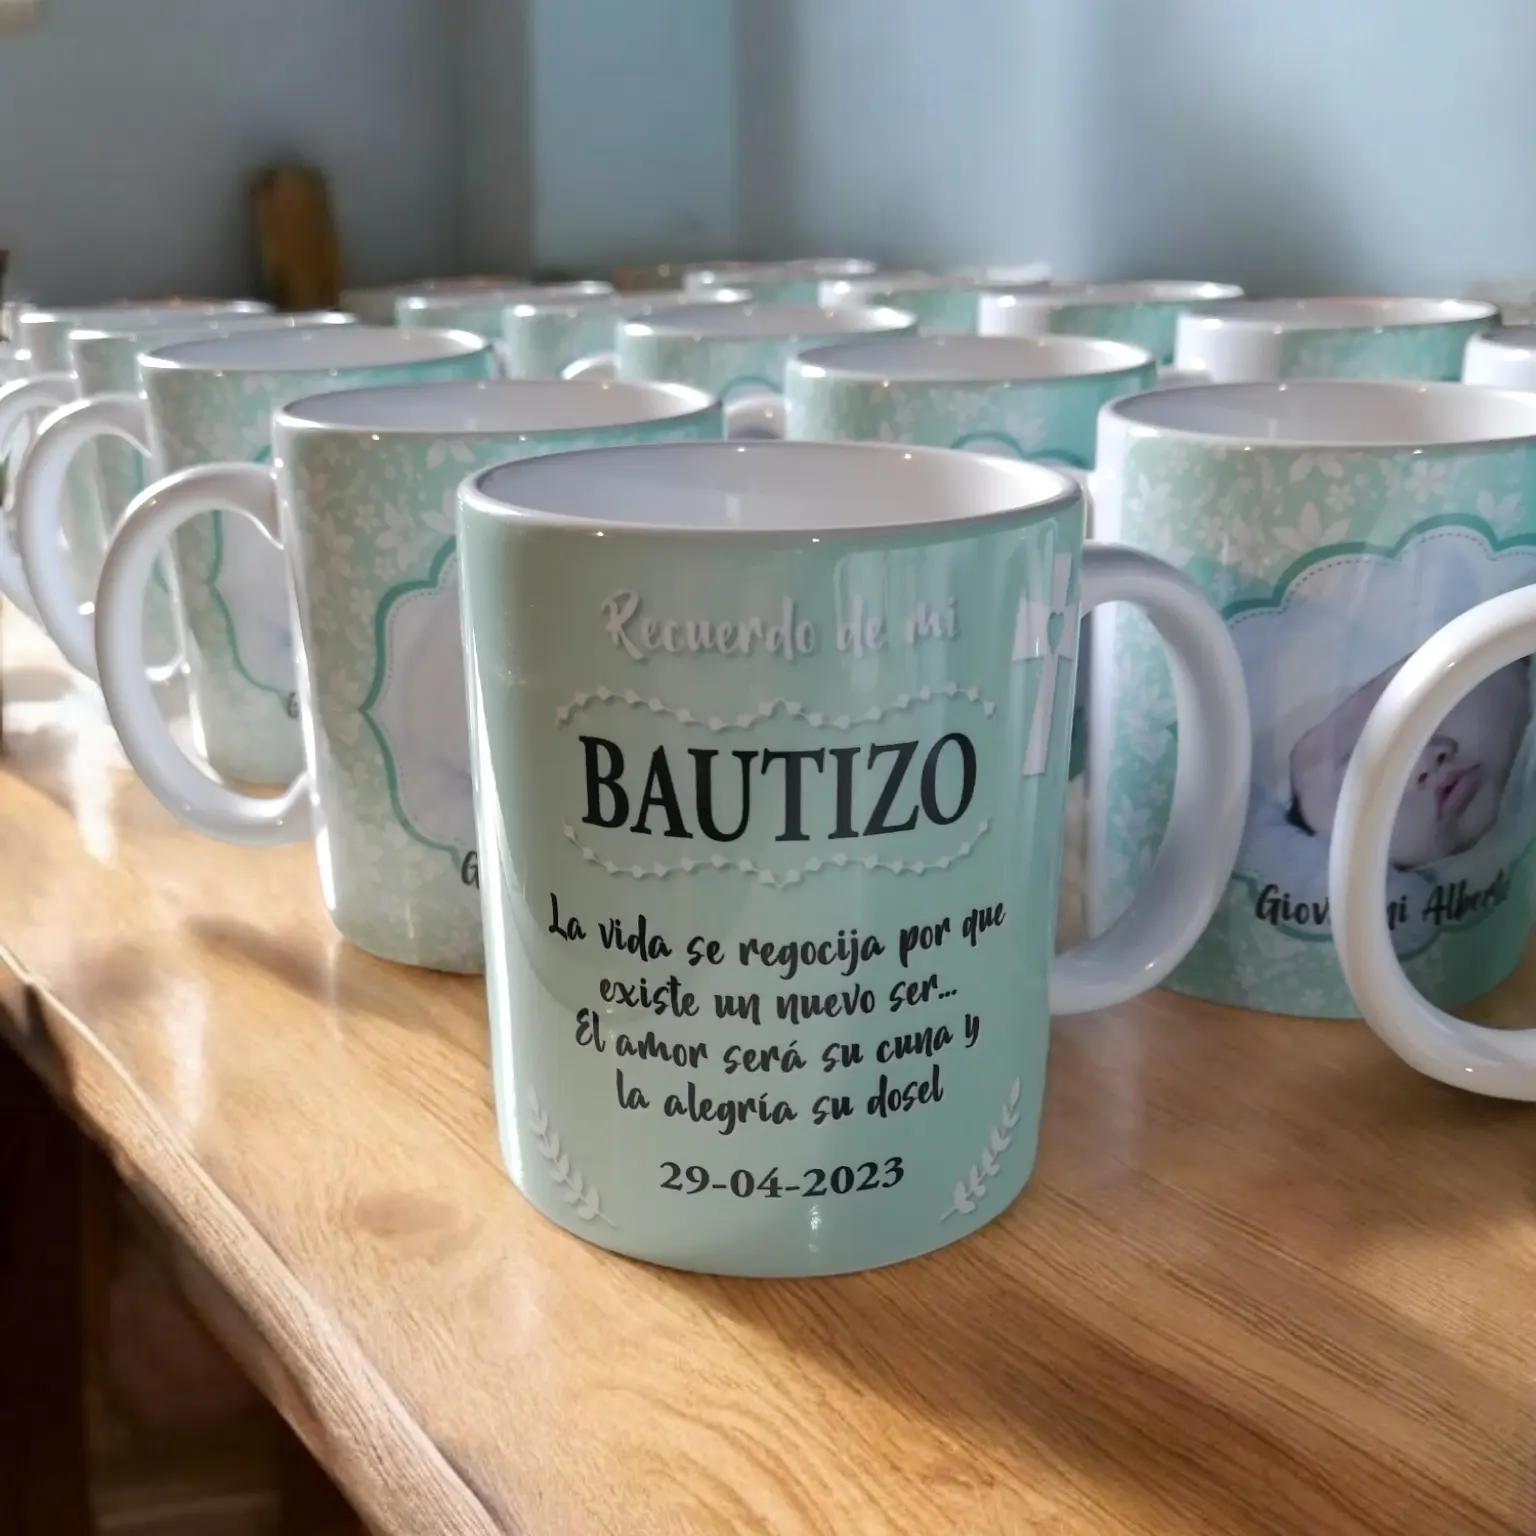 Recuerdo de mi
BAUTIZO
La vida se regocija por que
existe un nuevo ser...
El amor será su cuna y
la alegría su dosel
29-04-2023